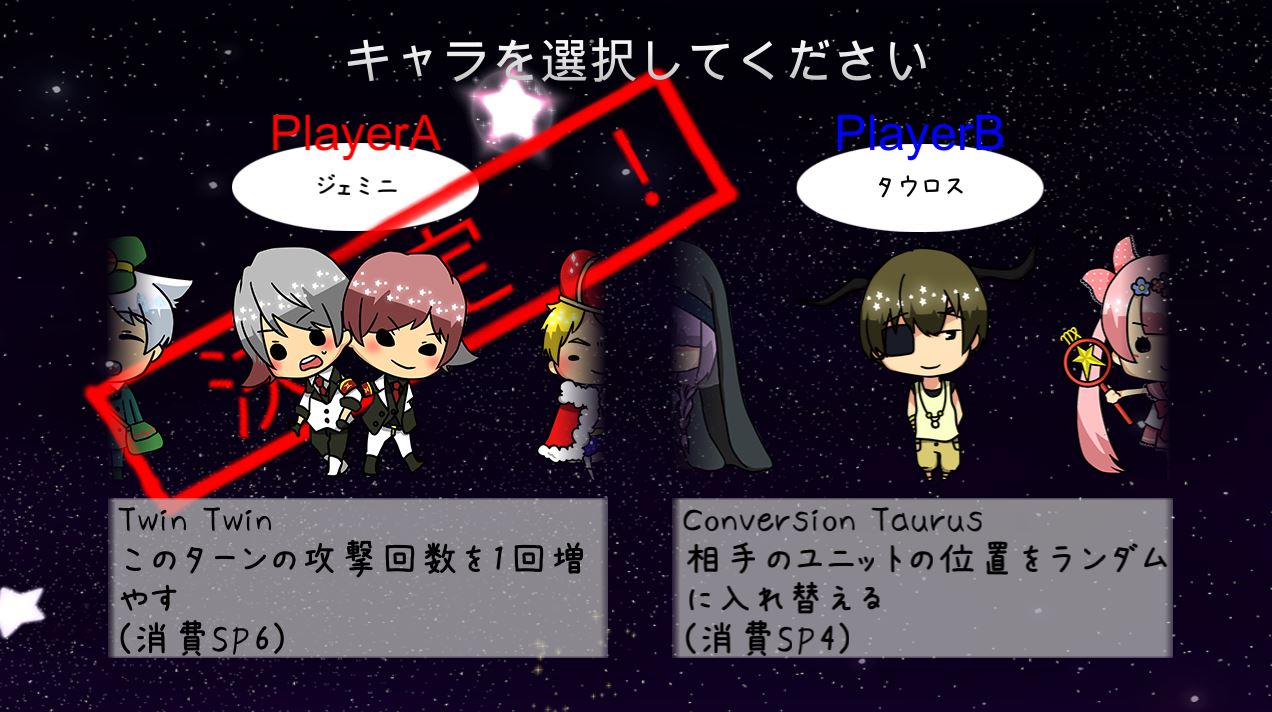 キャラを選択してください
PlayerA
ジェミニ
決定!
PlayerB
タウロス
Twin Twin
このターンの攻撃回数を1回増
やす
(消費SP6)
Conversion Taurus
相手のユニットの位置をランダム
に入れ替える
(消費SP4)